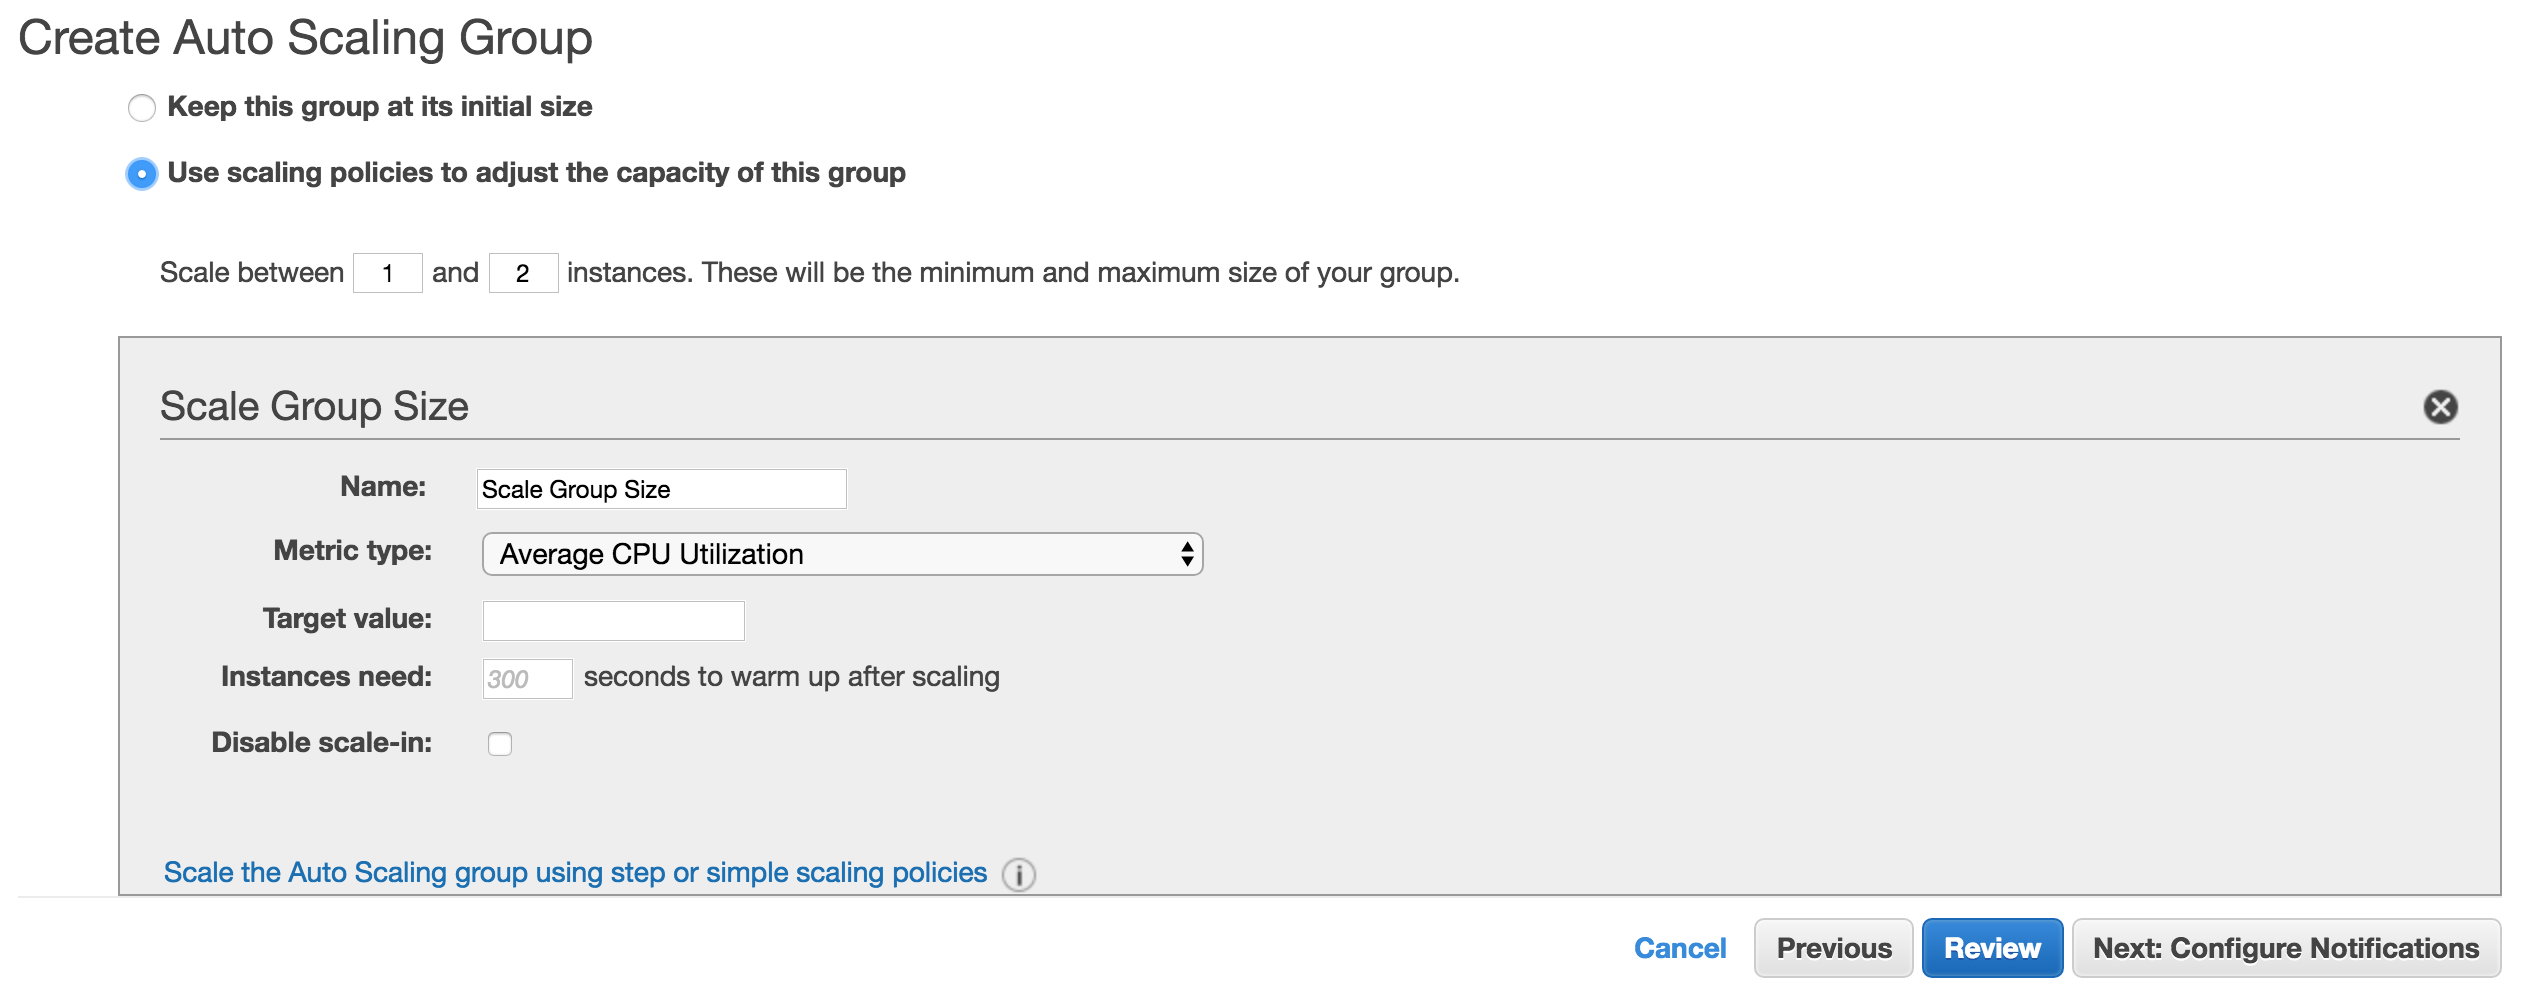 Create Auto Scaling Group
Keep this group at its initial size
Use scaling policies to adjust the capacity of this group
Scale between 1 and 2 instances. These will be the minimum and maximum size of your group.
Scale Group Size
Name: Scale Group Size
Metric type: Average CPU Utilization
Target value:
Instances need: 300 seconds to warm up after scaling
Disable scale-in:
Scale the Auto Scaling group using step or simple scaling policies i
Cancel Previous Review Next: Configure Notifications